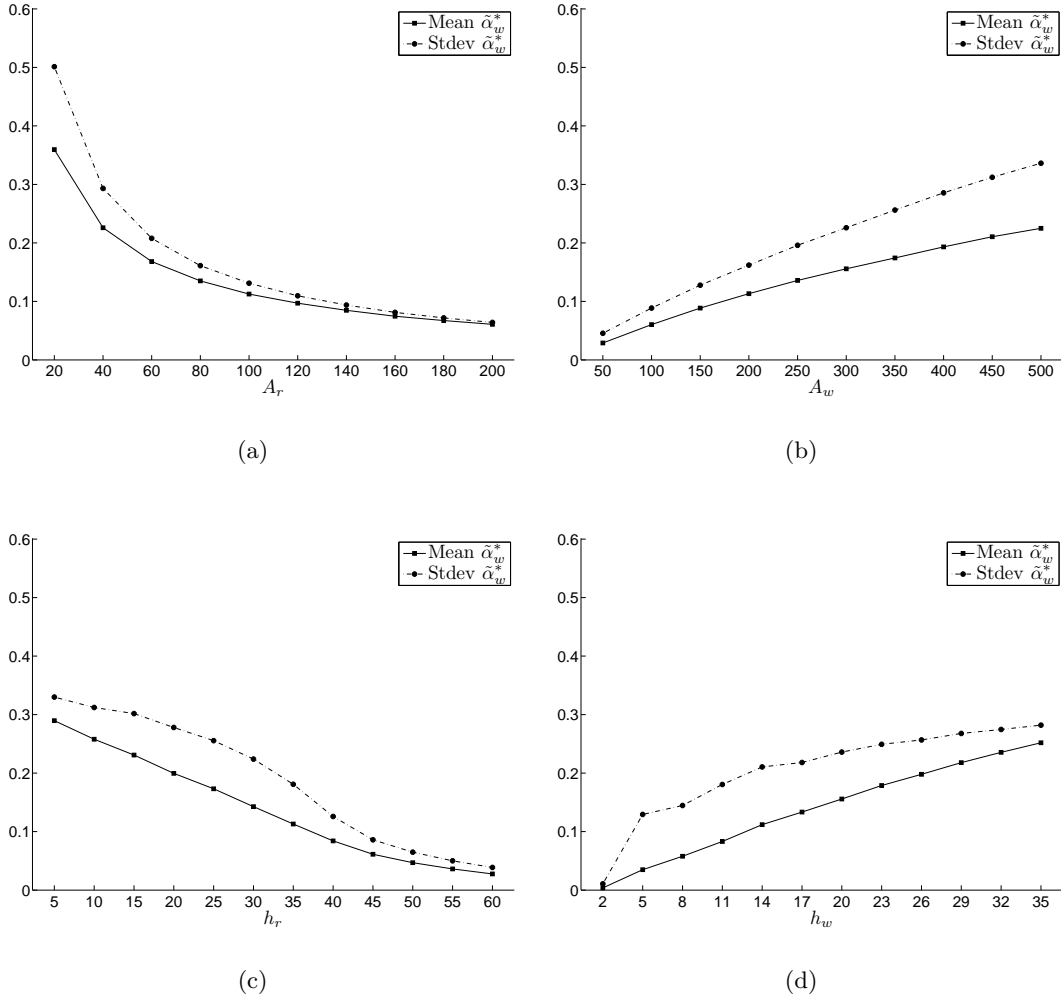 0.6
0.5
0.4
0.3
0.2
0.1
0
20 40 60 80 100 120 140 160 180 200
A_r
Mean α̃*_w
Stdev α̃*_w
(a)
0.6
0.5
0.4
0.3
0.2
0.1
0
50 100 150 200 250 300 350 400 450 500
A_w
Mean α̃*_w
Stdev α̃*_w
(b)
0.6
0.5
0.4
0.3
0.2
0.1
0
5 10 15 20 25 30 35 40 45 50 55 60
h_r
Mean α̃*_w
Stdev α̃*_w
(c)
0.6
0.5
0.4
0.3
0.2
0.1
0
2 5 8 11 14 17 20 23 26 29 32 35
h_w
Mean α̃*_w
Stdev α̃*_w
(d)